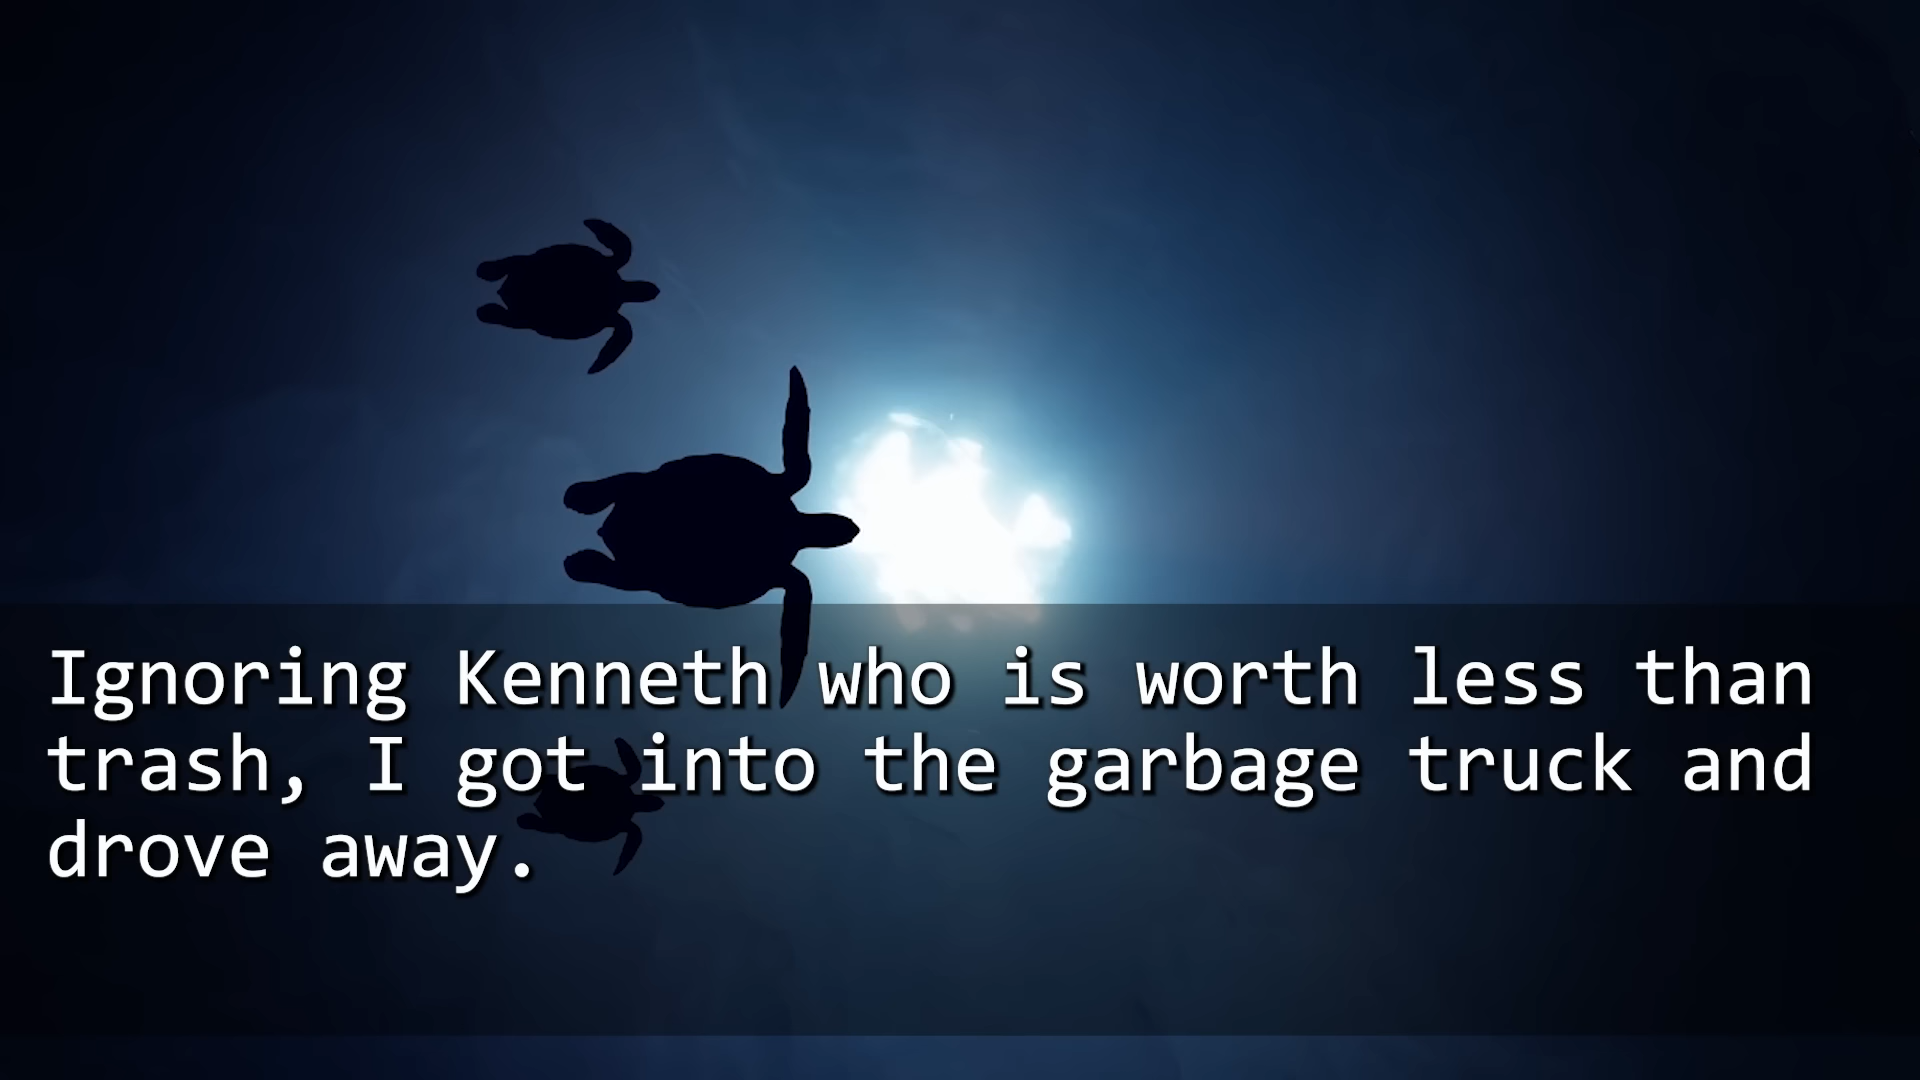 Ignoring Kenneth who is worth less than
trash, I got into the garbage truck and
drove away.